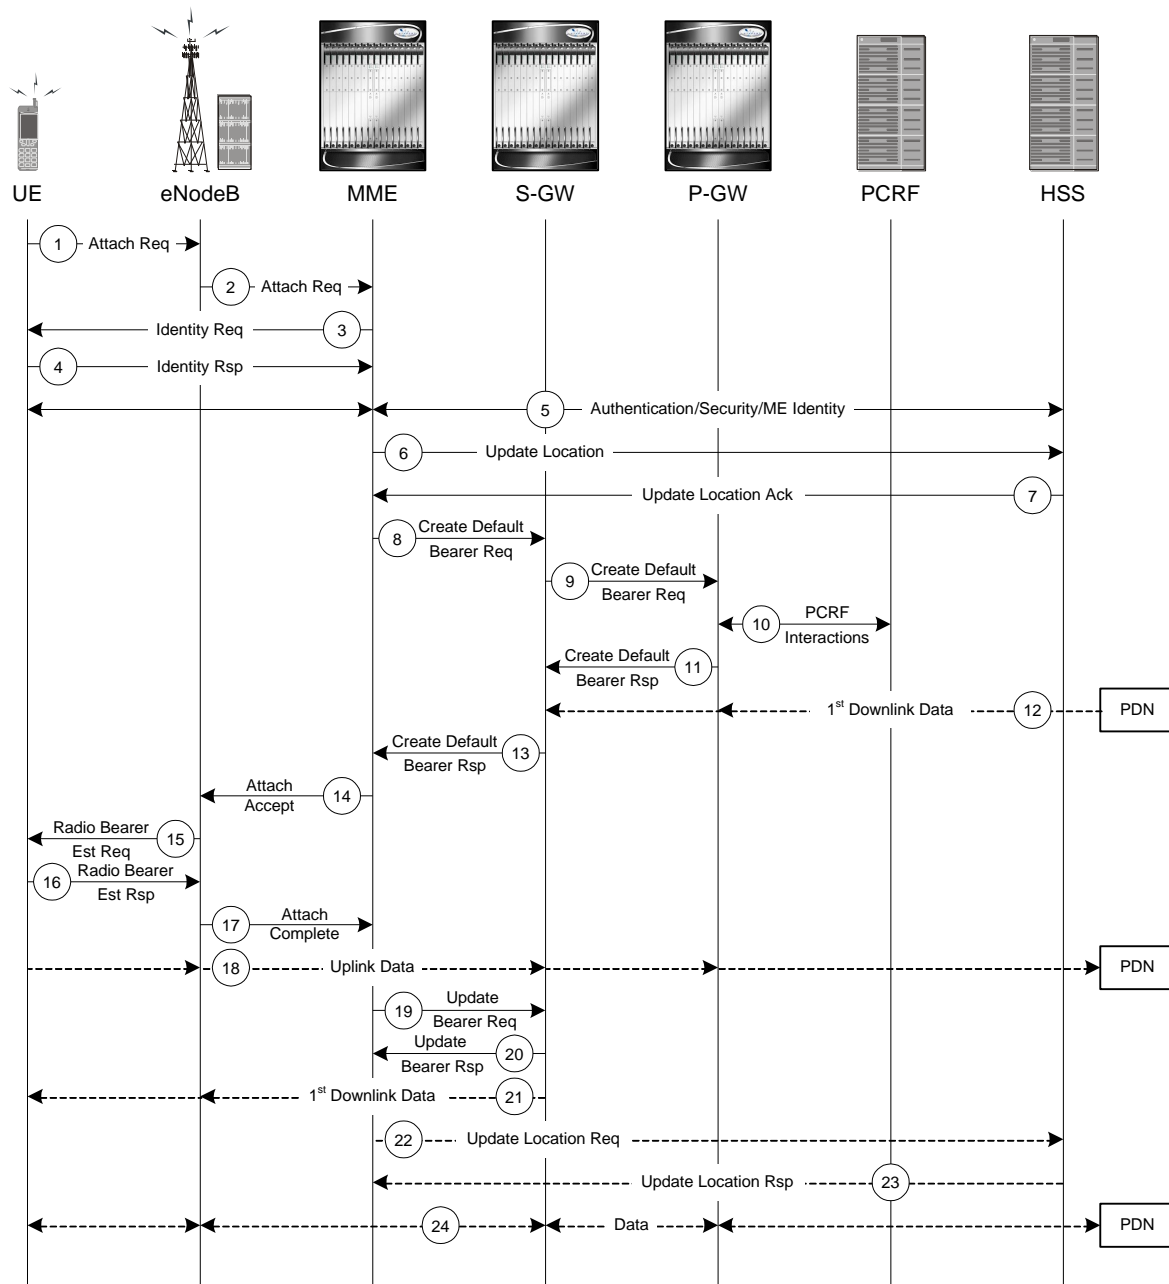 UE
eNodeB
MME
S-GW
P-GW
PCRF
HSS
1 Attach Req
2 Attach Req
Identity Req 3
4 Identity Rsp
5 Authentication/Security/ME Identity
6 Update Location
Update Location Ack 7
8 Create Default
Bearer Req
9 Create Default
Bearer Req
10 PCRF
Interactions
Create Default 11
Bearer Rsp
1st Downlink Data 12 PDN
Create Default 13
Bearer Rsp
Attach 14
Accept
Radio Bearer 15
Est Req
16 Radio Bearer
Est Rsp
17 Attach
Complete
18 Uplink Data PDN
19 Update
Bearer Req
Update 20
Bearer Rsp
1st Downlink Data 21
22 Update Location Req
Update Location Rsp 23
24 Data PDN